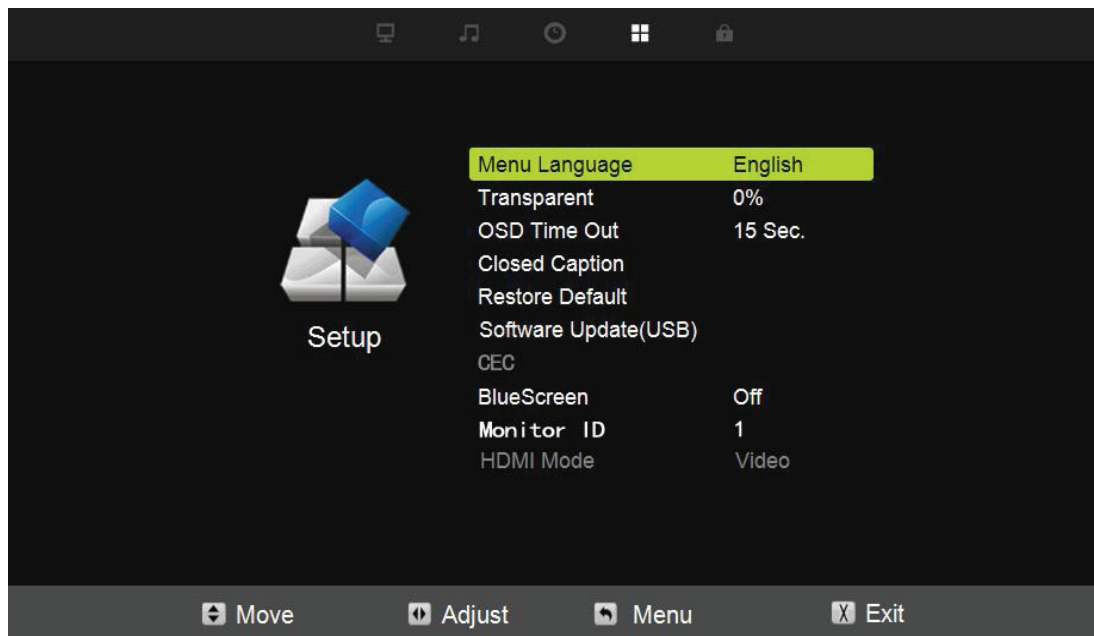 Menu Language English
Transparent 0%
OSD Time Out 15 Sec.
Closed Caption
Restore Default
Software Update(USB)
Setup
CEC
BlueScreen Off
Monitor ID 1
HDMI Mode Video
Move Adjust Menu X Exit